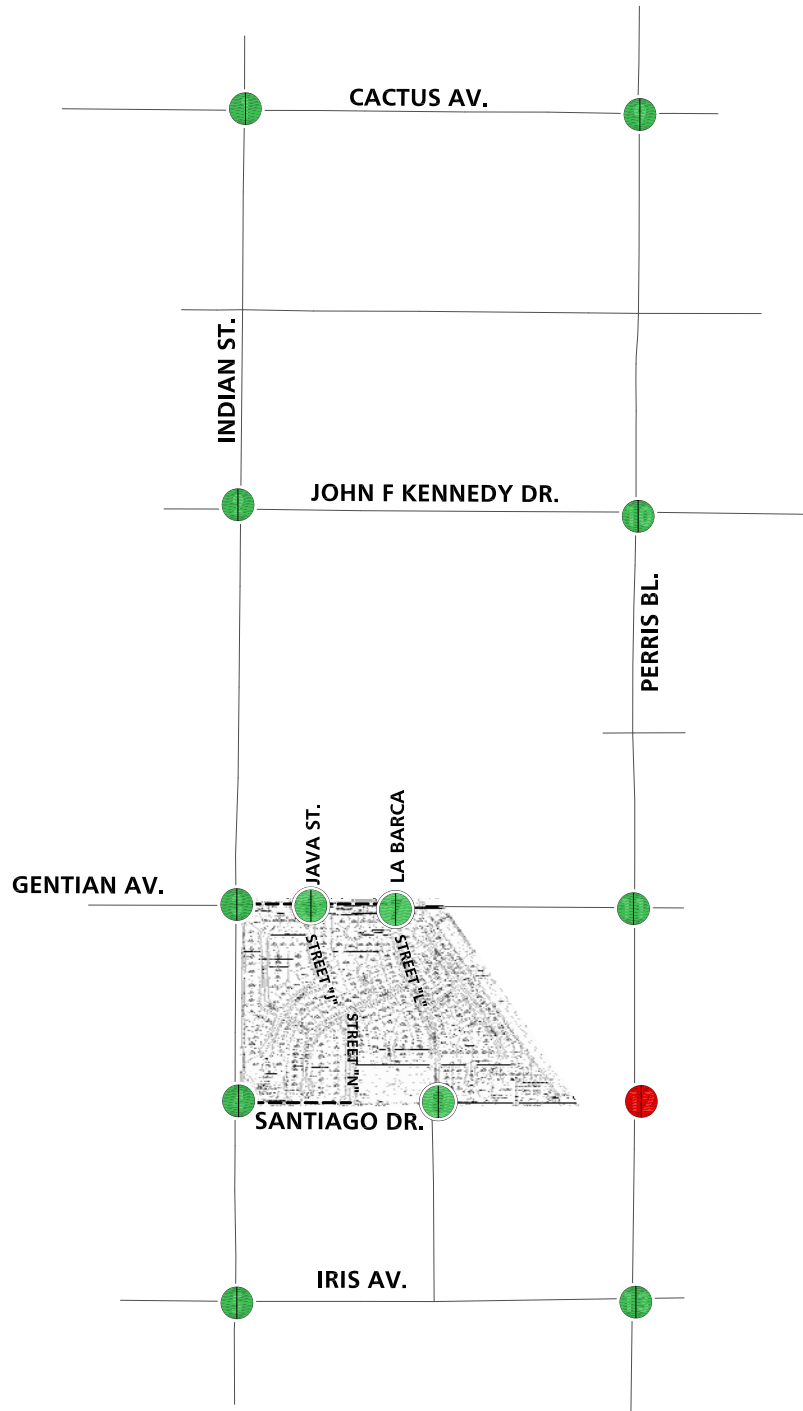 CACTUS AV.
INDIAN ST.
JOHN F KENNEDY DR.
PERRIS BL.
JAVA ST.
LA BARCA
GENTIAN AV.
STREET "J"
STREET "L"
STREET "N"
SANTIAGO DR.
IRIS AV.